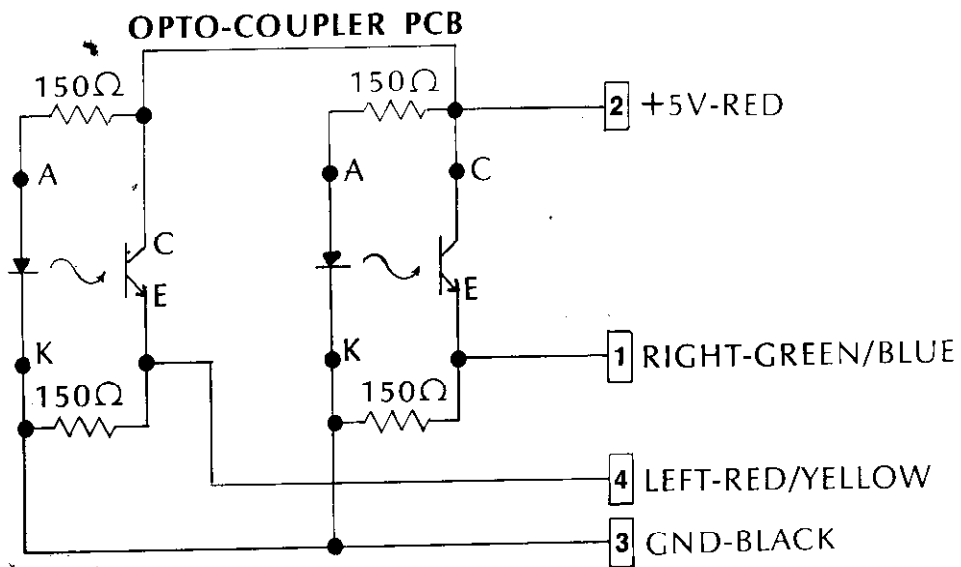 OPTO-COUPLER PCB
150Ω
150Ω
2 +5V-RED
A
A
C
C
E
E
K
K
1 RIGHT-GREEN/BLUE
150Ω
150Ω
4 LEFT-RED/YELLOW
3 GND-BLACK